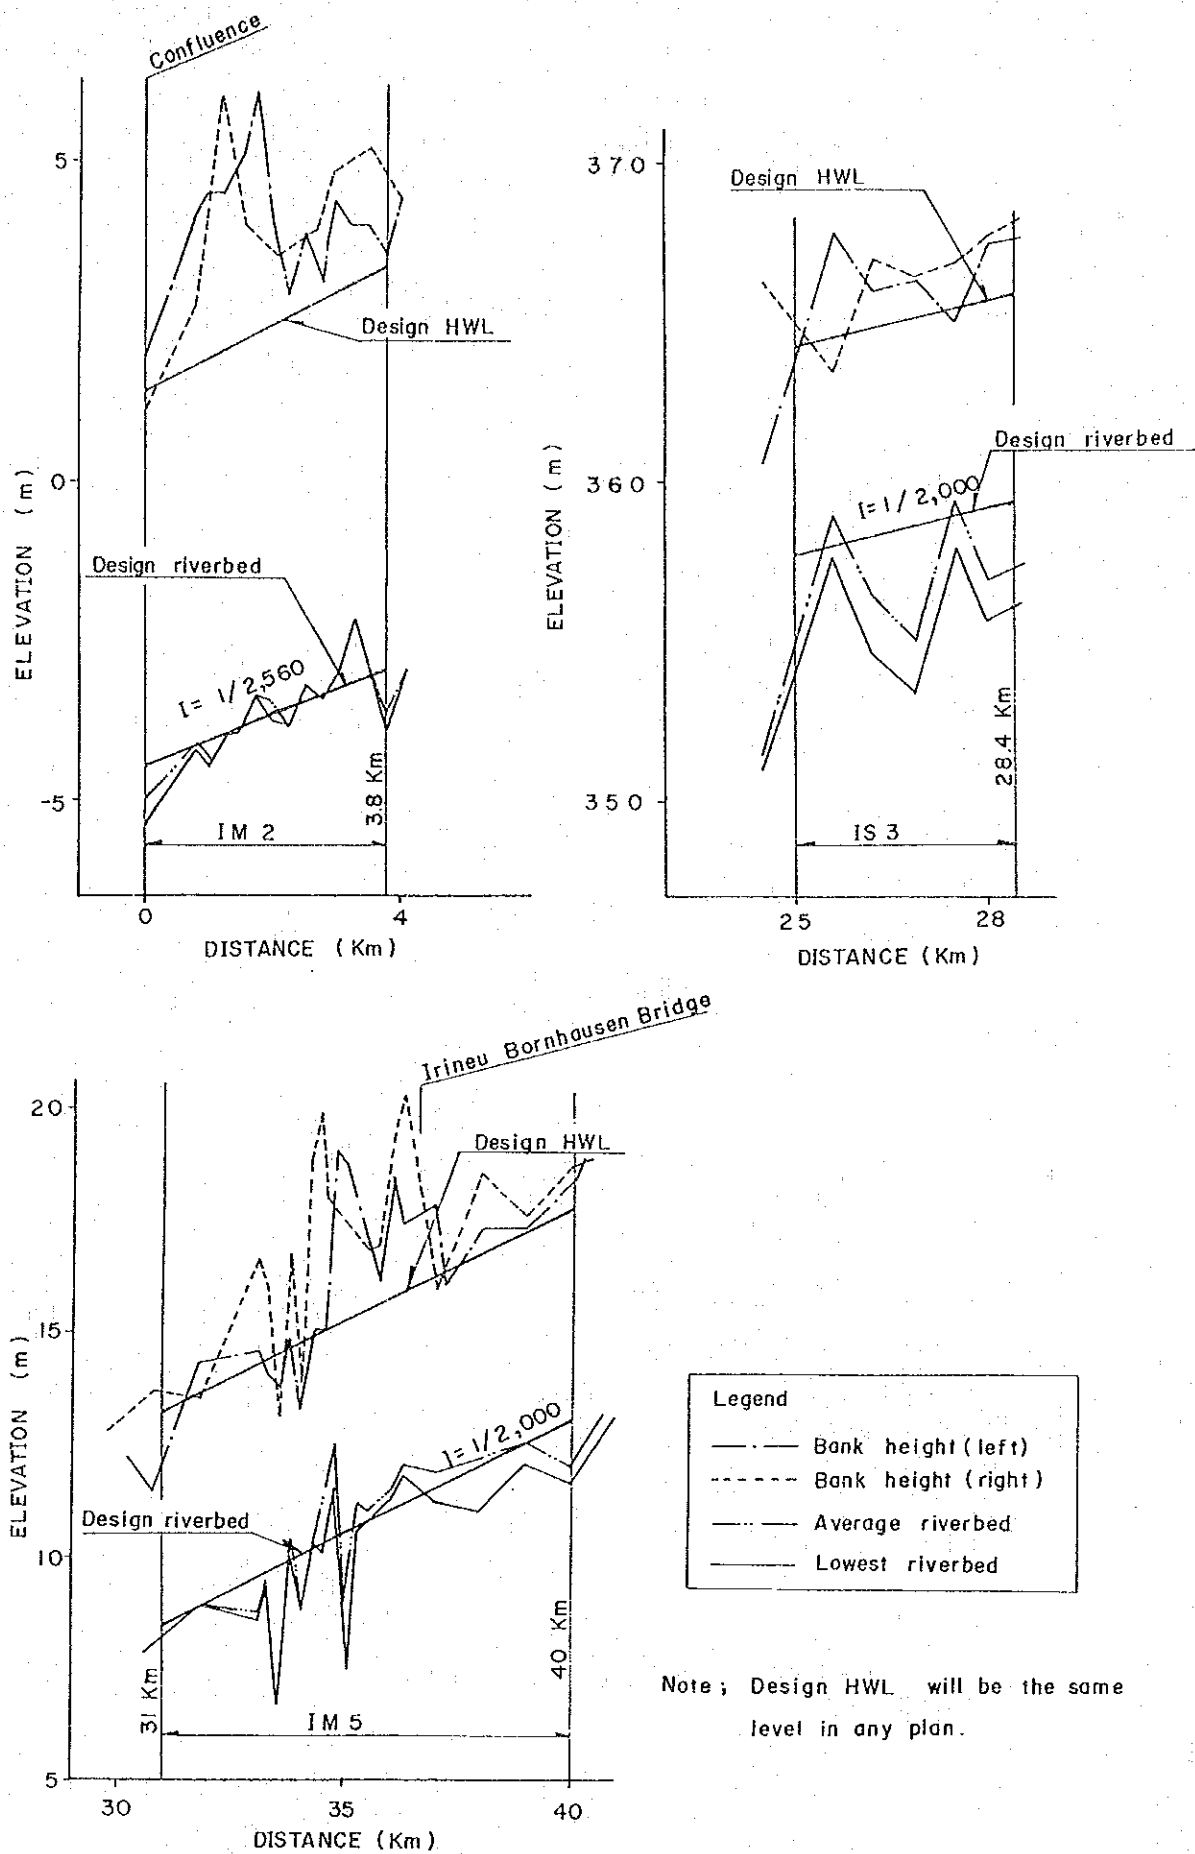 Confluence
5
0
-5
ELEVATION (m)
Design HWL
Design riverbed
I= 1/2,560
3.8 Km
IM 2
0
4
DISTANCE (Km)
370
360
350
ELEVATION (m)
Design HWL
Design riverbed
I=1/2,000
28.4 Km
IS 3
25
28
DISTANCE (Km)
Irineu Bornhausen Bridge
20
15
10
5
ELEVATION (m)
Design HWL
I=1/2,000
Design riverbed
31 Km
40 Km
IM 5
30
35
40
DISTANCE (Km)
Legend
Bank height (left)
Bank height (right)
Average riverbed
Lowest riverbed
Note; Design HWL will be the same
level in any plan.